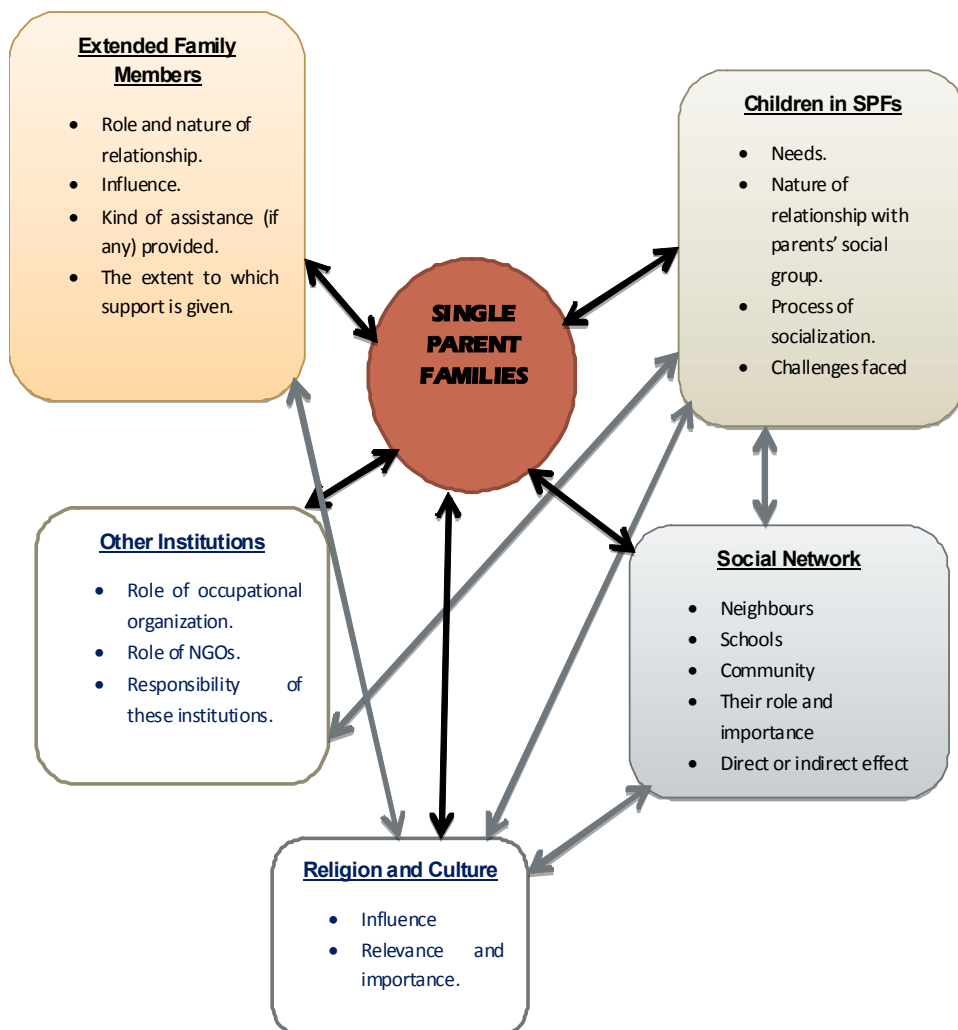 Extended Family
Members
• Role and nature of
relationship.
• Influence.
• Kind of assistance (if
any) provided.
• The extent to which
support is given.
Children in SPFs
• Needs.
• Nature of
relationship with
parents’ social
group.
• Process of
socialization.
• Challenges faced
SINGLE
PARENT
FAMILIES
Other Institutions
• Role of occupational
organization.
• Role of NGOs.
• Responsibility of
these institutions.
Social Network
• Neighbours
• Schools
• Community
• Their role and
importance
• Direct or indirect effect
Religion and Culture
• Influence
• Relevance and
importance.